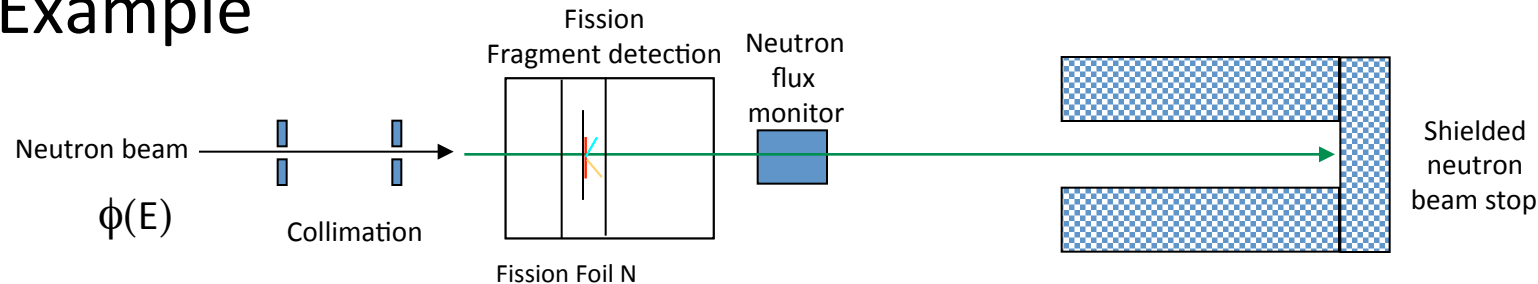 Example
Fission
Fragment detection
Neutron
flux
monitor
Neutron beam
ϕ(E)
Collimation
Fission Foil N
Shielded
neutron
beam stop